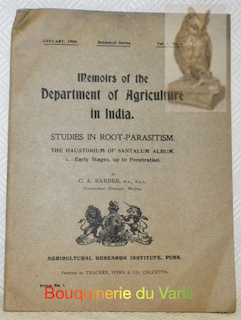 JANUARY, 1906 Botanical Series Vol. I. No. I
Memoirs of the
Department of Agriculture
in India.
STUDIES IN ROOT-PARASITISM.
THE HAUSTORIUM OF SANTALUM ALBUM.
1.—Early Stages, up to Penetration.
BY
C. A. BARBER, M.A., F.L.S.
Government Botanist, Madras
AGRICULTURAL RESEARCH INSTITUTE, PUSA.
PRINTED BY THACKER, SPINK & CO., CALCUTTA
Bouquinerie du Varis